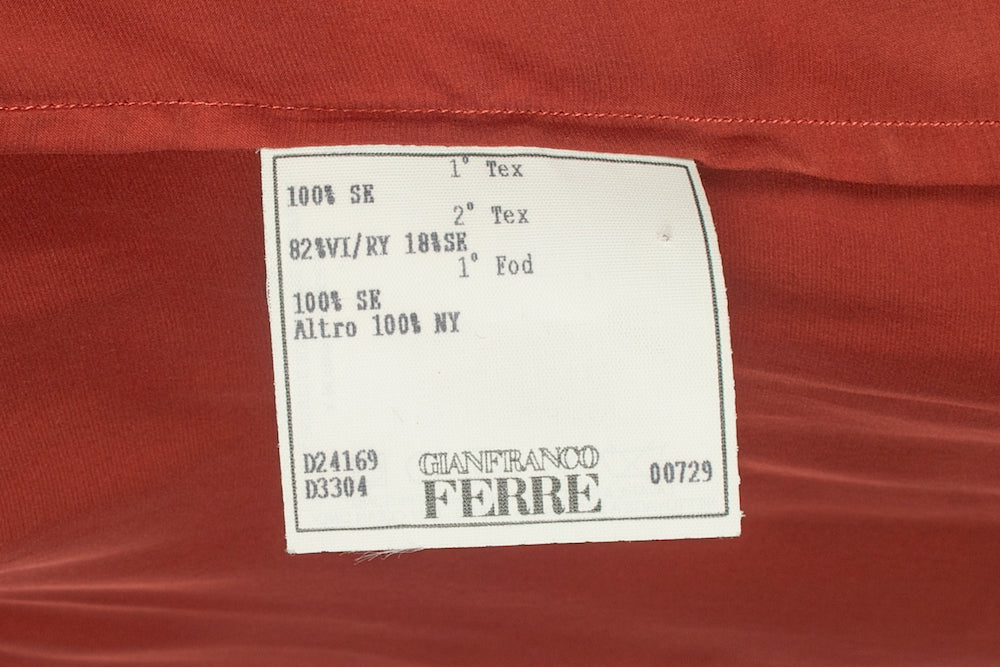 1° Tex
100% SE
2° Tex
82%VI/RY 18%SE
1° Fod
100% SE
Altro 100% NY
D24169
D3304
GIANFRANCO
FERRE
00729